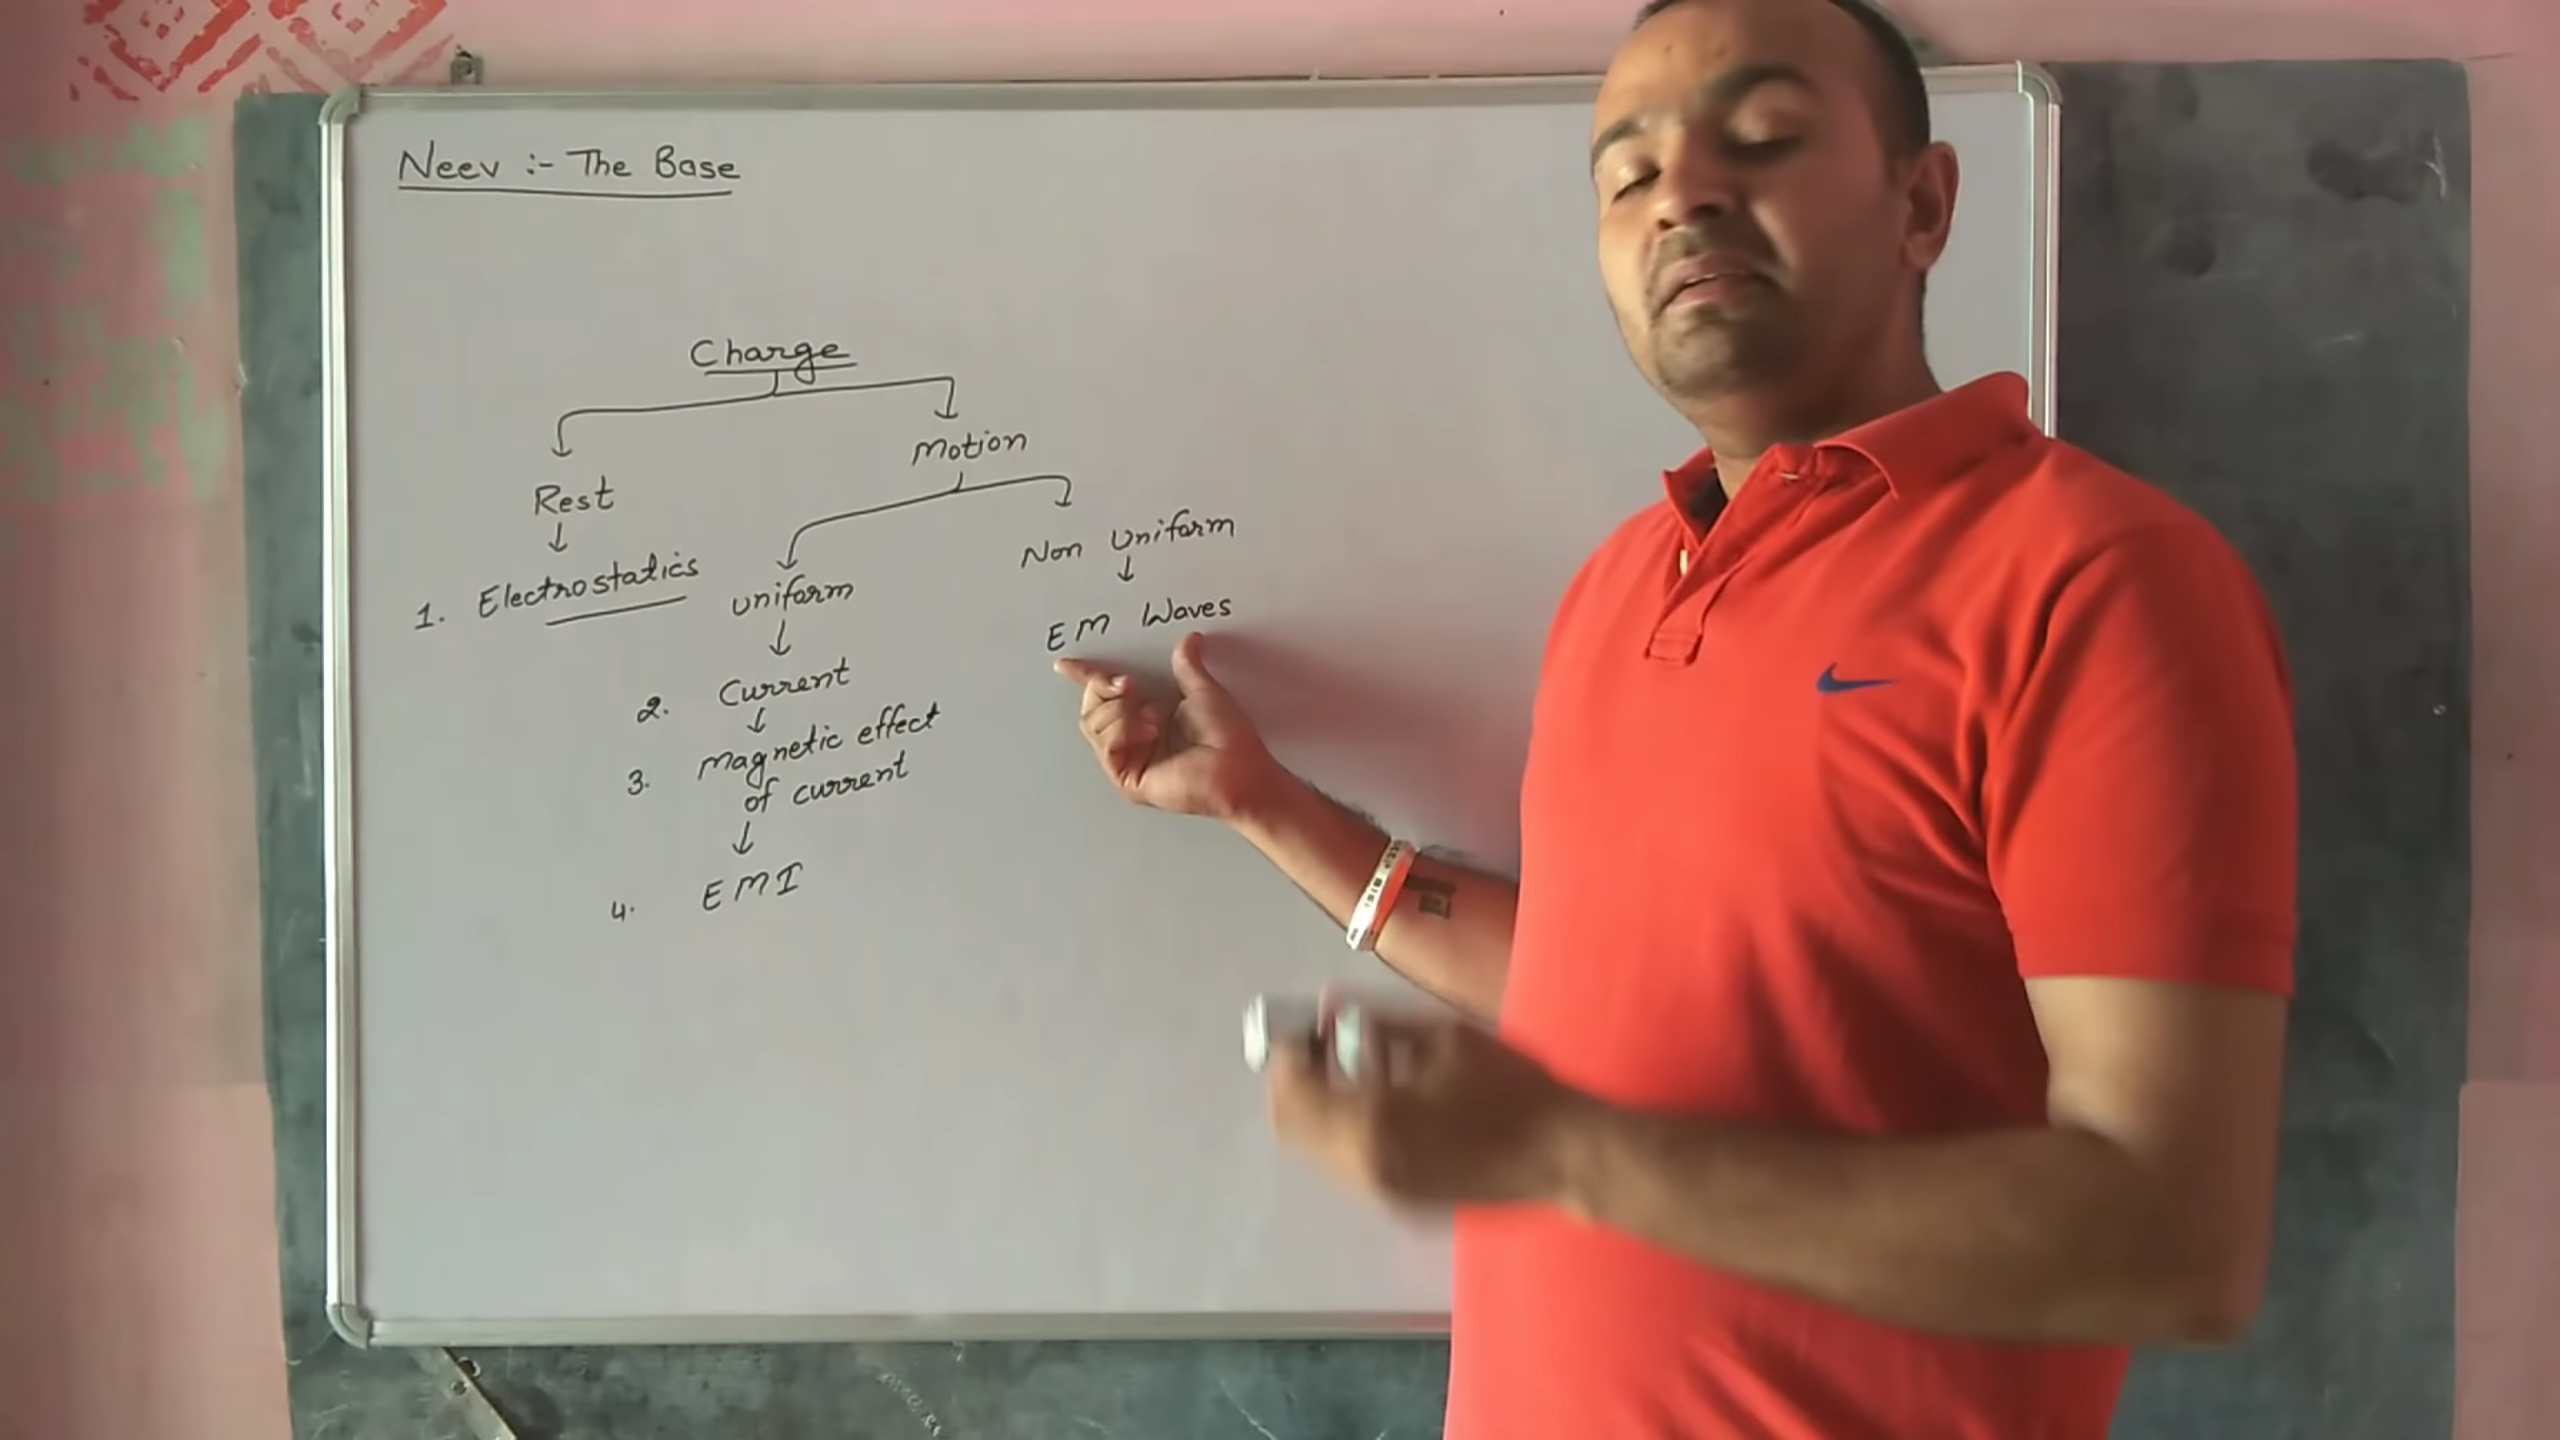 Neev :- The Base
Charge
Rest
Motion
1. Electrostatics
uniform
Non Uniform
EM Waves
2. Current
3. Magnetic effect
of current
4. EMI